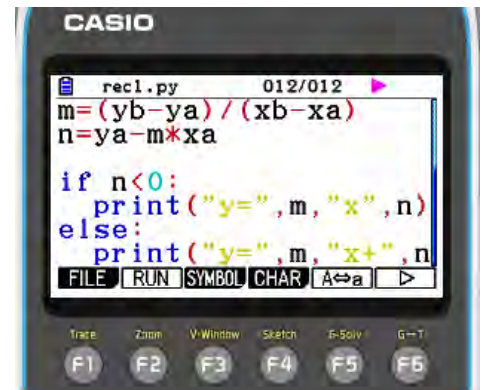 CASIO
rec1.py 012/012
m=(yb-ya)/(xb-xa)
n=ya-m*xa
if n<0:
print("y=",m,"x",n)
else:
print("y=",m,"x+",n
FILE RUN SYMBOL CHAR A⇔a ▷
Trace Zoom V-Window Sketch G-Solv G↔T
F1 F2 F3 F4 F5 F6